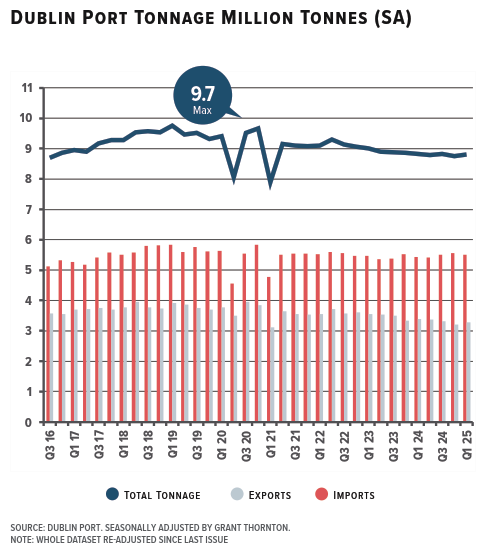 Dublin Port Tonnage Million Tonnes (SA)
9.7
Max
11
10
9
8
7
6
5
4
3
2
1
0
Q3 16
Q1 17
Q3 17
Q1 18
Q3 18
Q1 19
Q3 19
Q1 20
Q3 20
Q1 21
Q3 21
Q1 22
Q3 22
Q1 23
Q3 23
Q1 24
Q3 24
Q1 25
Total Tonnage Exports Imports
SOURCE: DUBLIN PORT. SEASONALLY ADJUSTED BY GRANT THORNTON.
NOTE: WHOLE DATASET RE-ADJUSTED SINCE LAST ISSUE